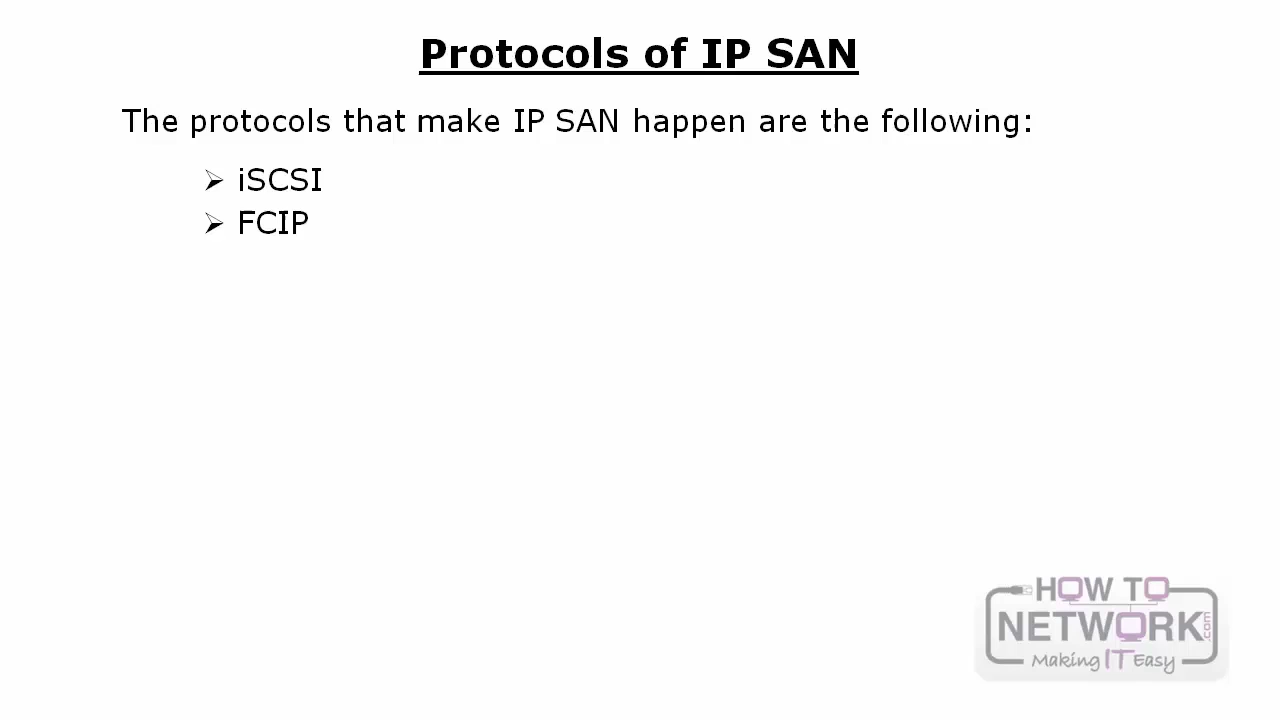 Protocols of IP SAN
The protocols that make IP SAN happen are the following:
➢ iSCSI
➢ FCIP
HOW TO
NETWORK.com
Making IT Easy